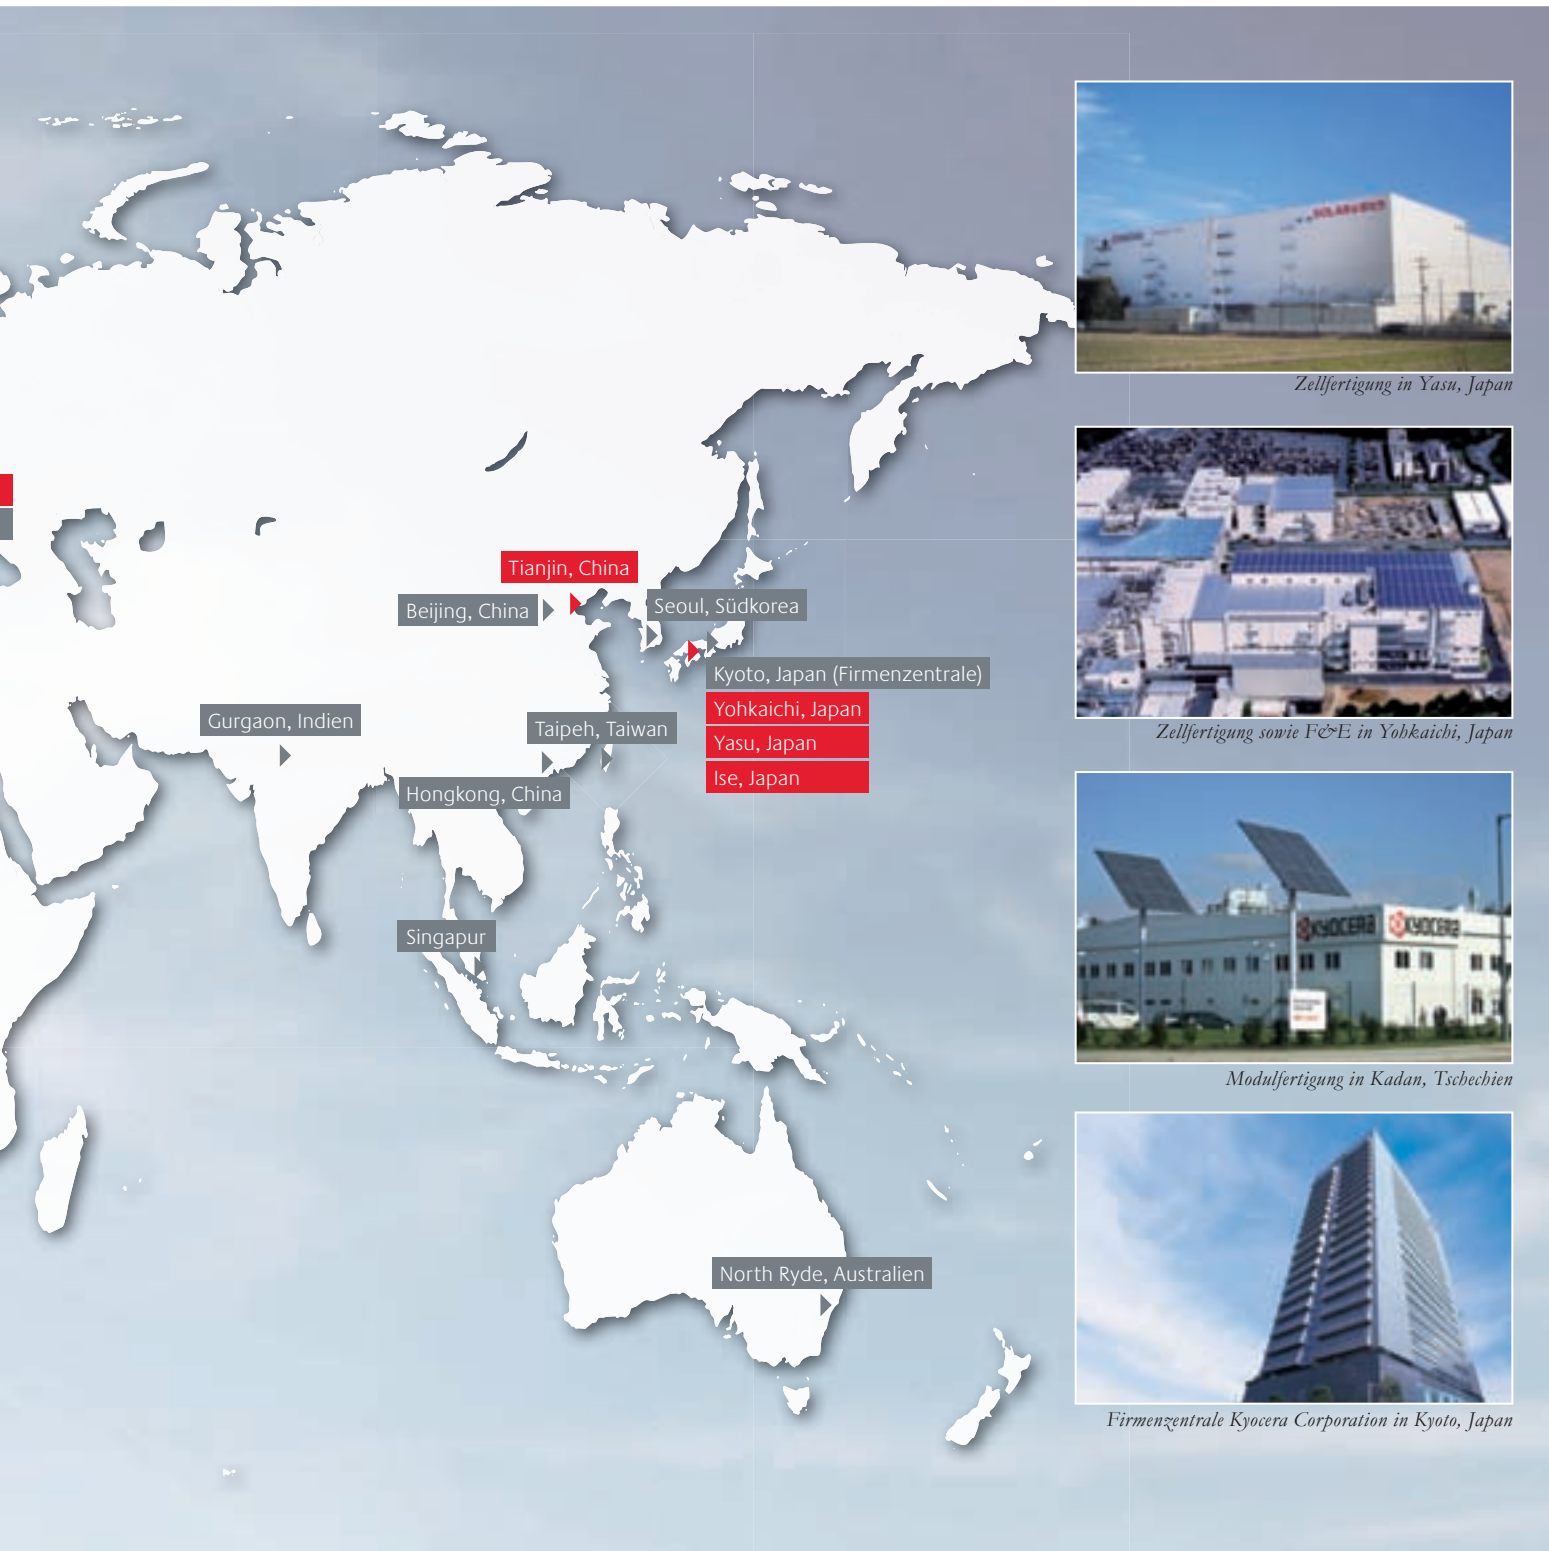 Tianjin, China
Beijing, China
Seoul, Südkorea
Kyoto, Japan (Firmenzentrale)
Yohkaichi, Japan
Yasu, Japan
Ise, Japan
Gurgaon, Indien
Taipeh, Taiwan
Hongkong, China
Singapur
North Ryde, Australien
Zellfertigung in Yasu, Japan
Zellfertigung sowie F&E in Yohkaichi, Japan
KYOCERA
KYOCERA
Modulfertigung in Kadan, Tschechien
Firmenzentrale Kyocera Corporation in Kyoto, Japan